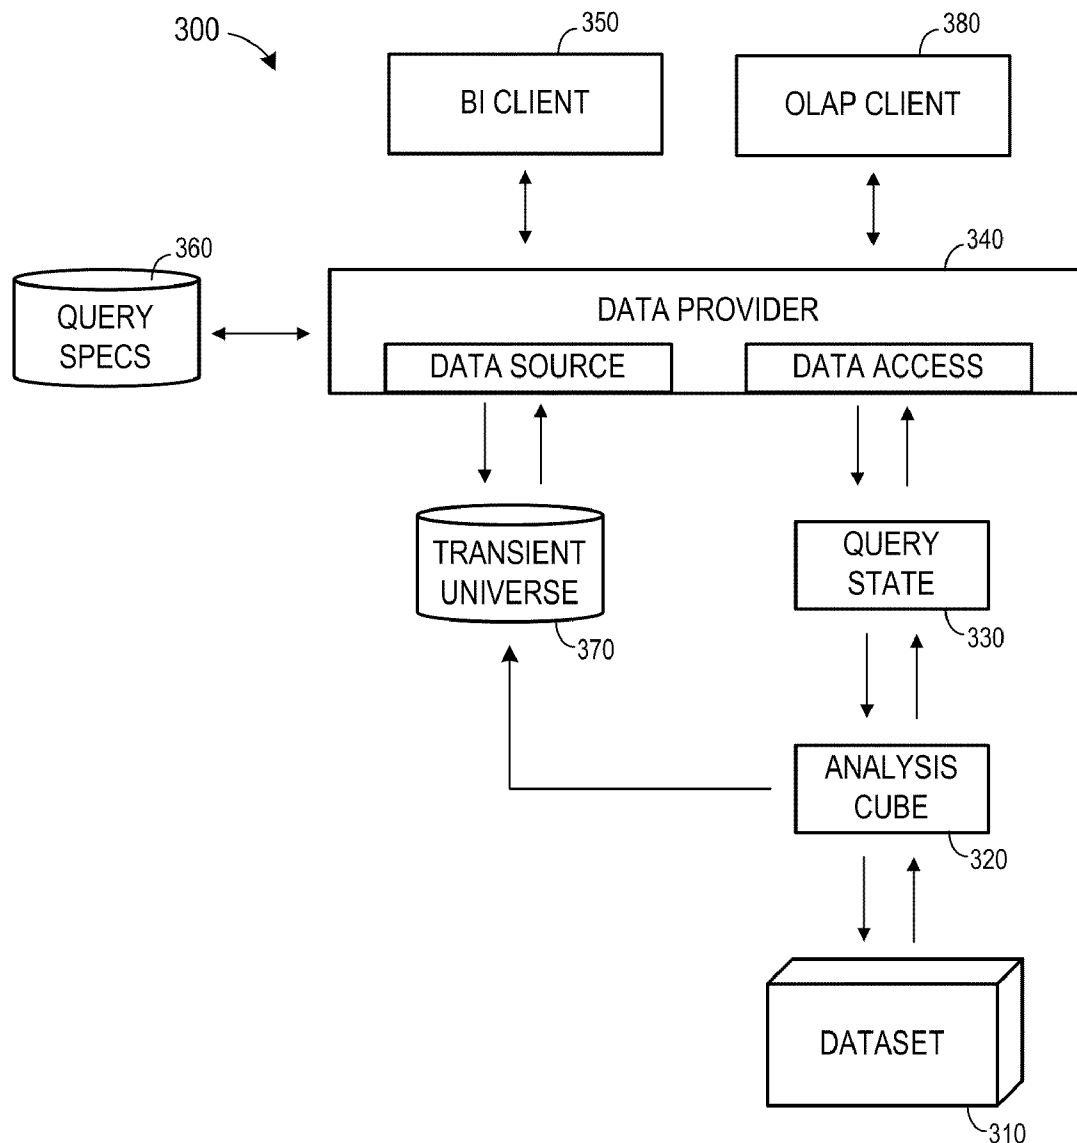 300
350
380
BI CLIENT
OLAP CLIENT
360
340
QUERY
SPECS
DATA PROVIDER
DATA SOURCE
DATA ACCESS
TRANSIENT
UNIVERSE
370
QUERY
STATE
330
ANALYSIS
CUBE
320
DATASET
310